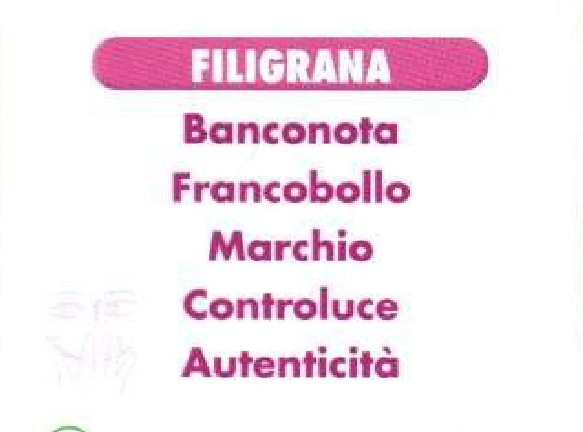 FILIGRANA
Banconota
Francobollo
Marchio
Controluce
Autenticità